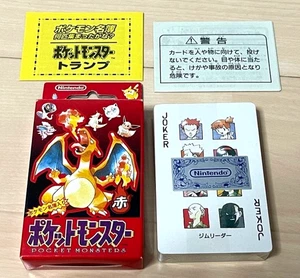 ポケモン名簿
ポケットモンスター
トランプ
⚠警告
カードを人や物に向けて、投げ
ないでください。目や体に当た
ると、けがや事故の原因となり
危険です。
Nintendo
赤
ポケットモンスター
POCKET MONSTERS
JOKER
Nintendo
ジムリーダー
JOKER